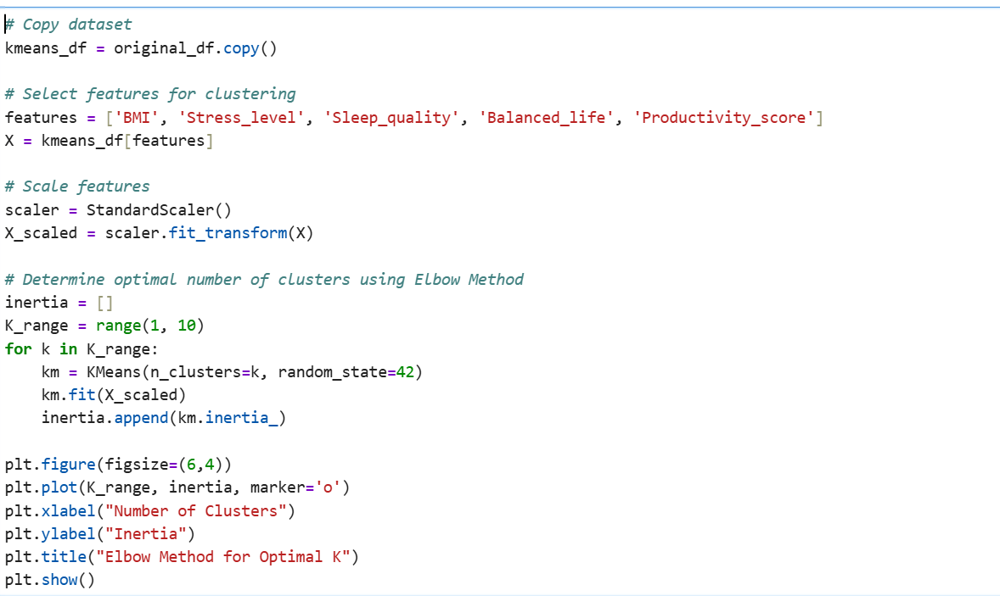 # Copy dataset
kmeans_df = original_df.copy()
# Select features for clustering
features = ['BMI', 'Stress_level', 'Sleep_quality', 'Balanced_life', 'Productivity_score']
X = kmeans_df[features]
# Scale features
scaler = StandardScaler()
X_scaled = scaler.fit_transform(X)
# Determine optimal number of clusters using Elbow Method
inertia = []
K_range = range(1, 10)
for k in K_range:
    km = KMeans(n_clusters=k, random_state=42)
    km.fit(X_scaled)
    inertia.append(km.inertia_)
plt.figure(figsize=(6,4))
plt.plot(K_range, inertia, marker='o')
plt.xlabel("Number of Clusters")
plt.ylabel("Inertia")
plt.title("Elbow Method for Optimal K")
plt.show()